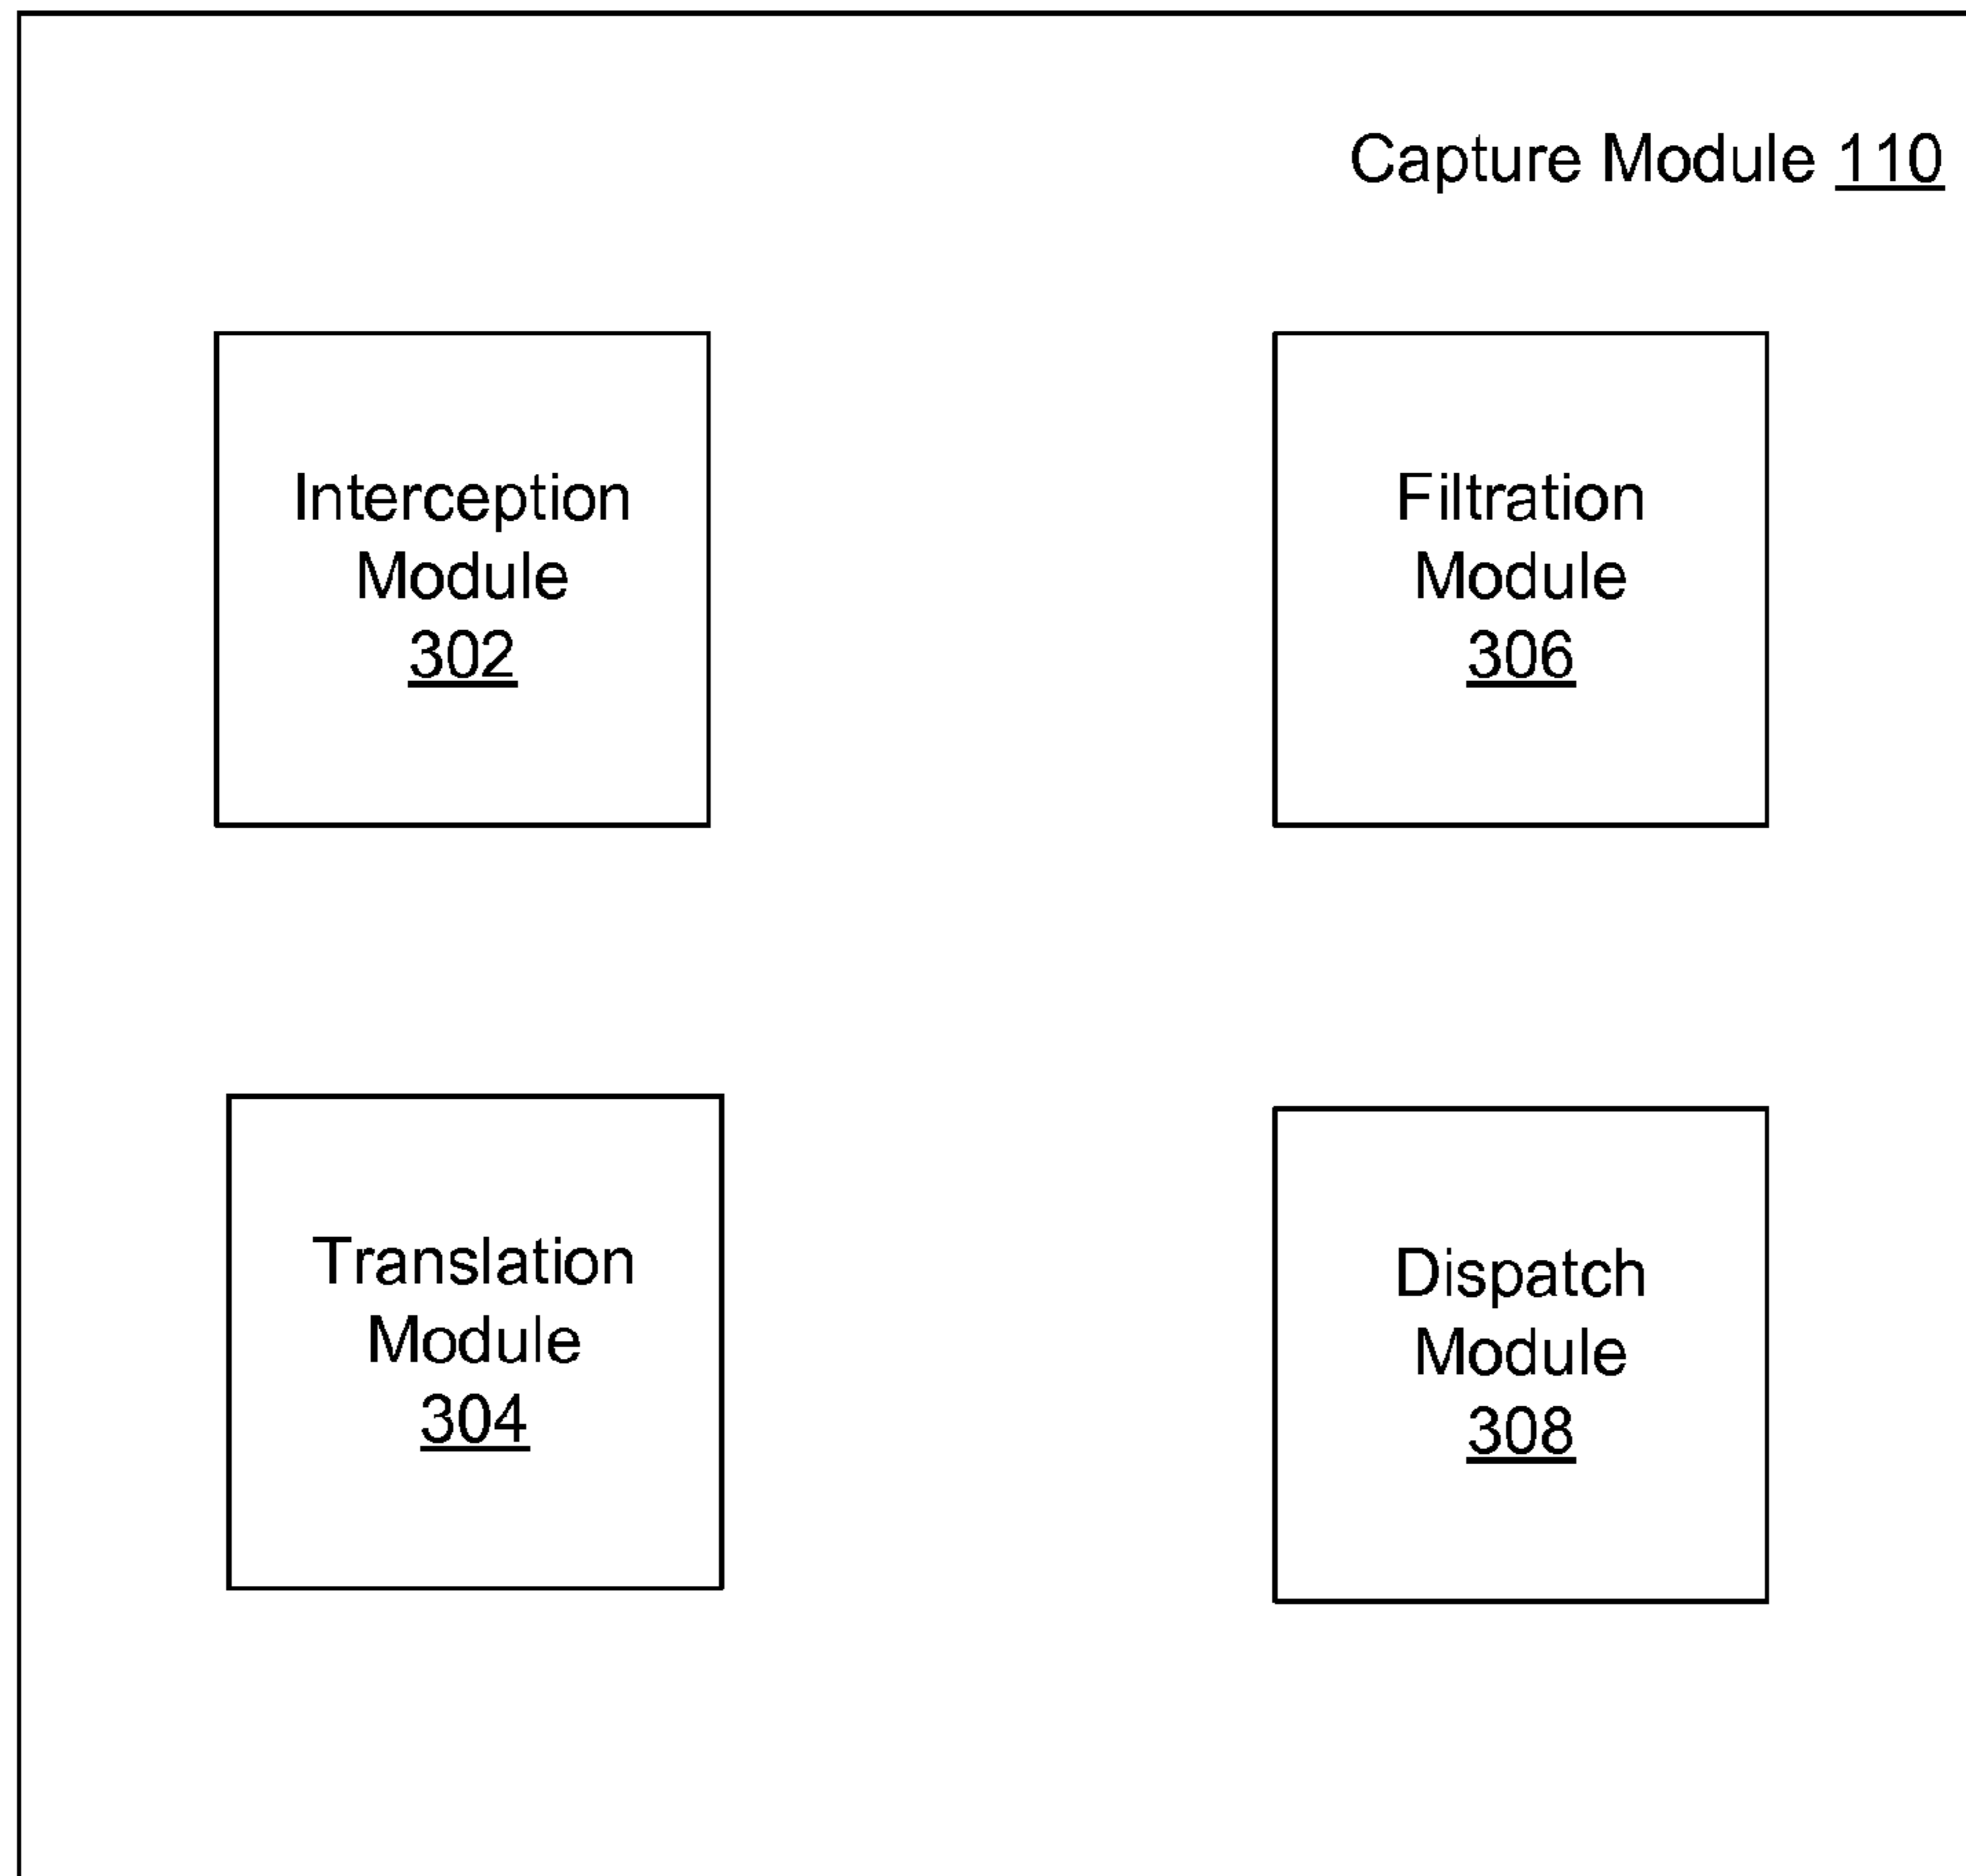 Capture Module 110
Interception
Module
302
Filtration
Module
306
Translation
Module
304
Dispatch
Module
308